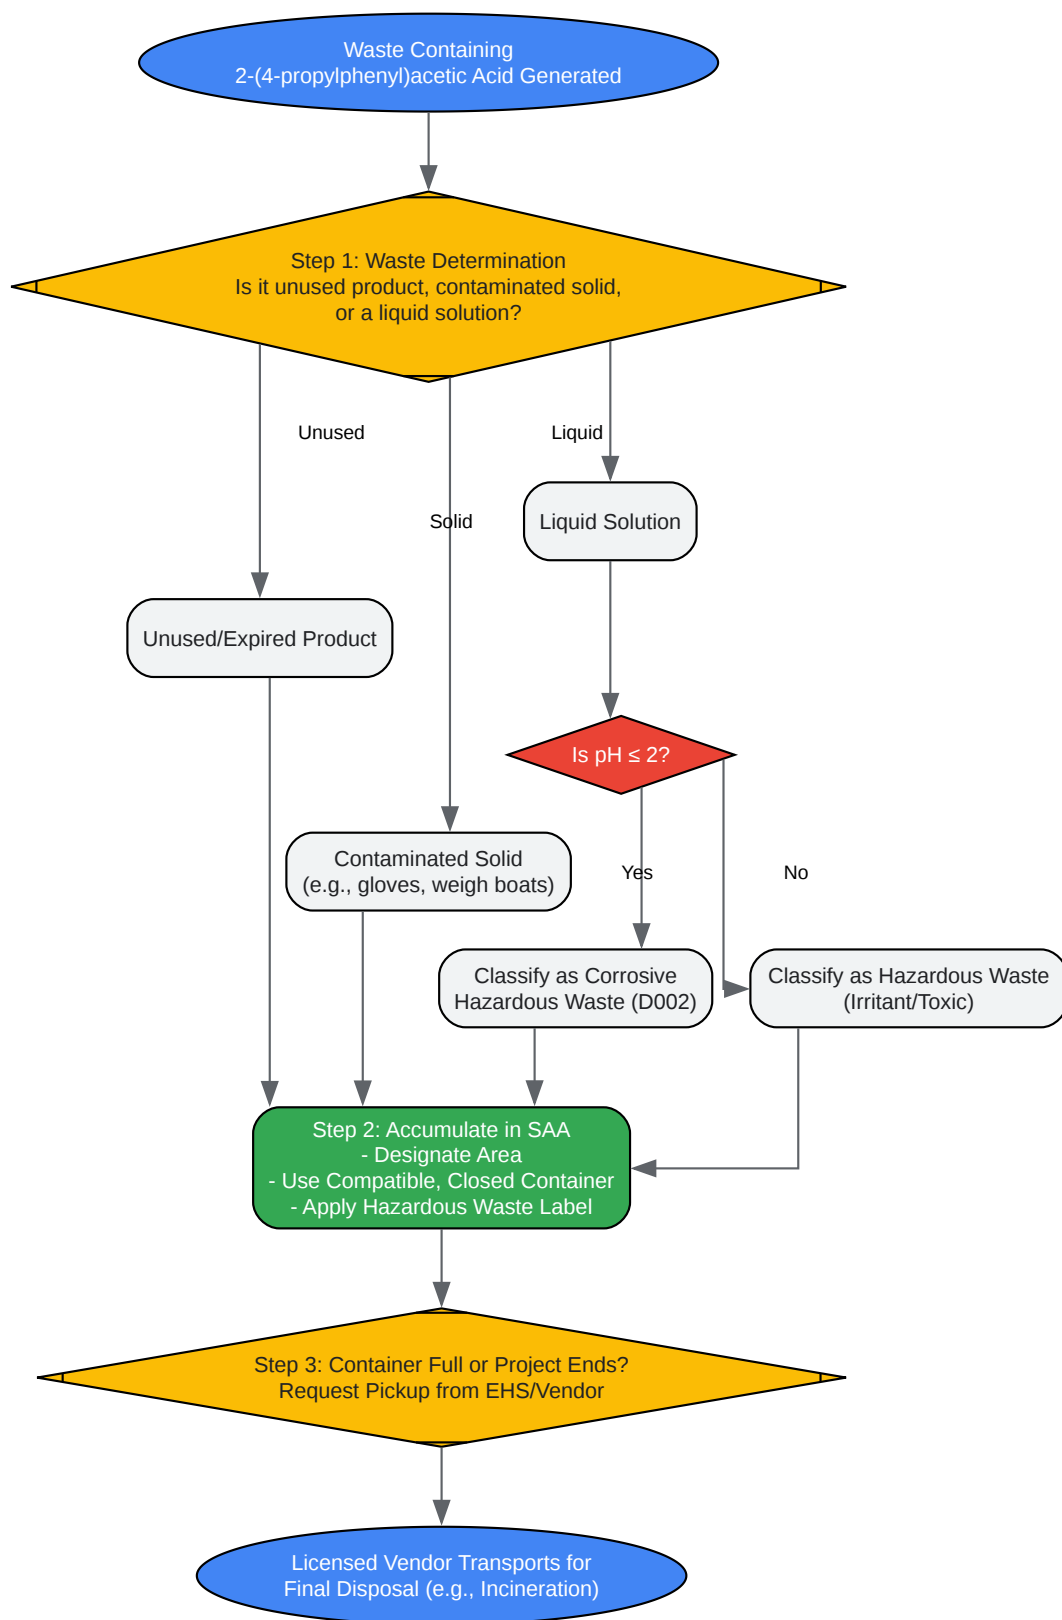 Waste Containing
2-(4-propylphenyl)acetic Acid Generated
Step 1: Waste Determination
Is it unused product, contaminated solid,
or a liquid solution?
Unused
Liquid
Solid
Liquid Solution
Unused/Expired Product
Is pH ≤ 2?
Contaminated Solid
(e.g., gloves, weigh boats)
Yes
No
Classify as Corrosive
Hazardous Waste (D002)
Classify as Hazardous Waste
(Irritant/Toxic)
Step 2: Accumulate in SAA
- Designate Area
- Use Compatible, Closed Container
- Apply Hazardous Waste Label
Step 3: Container Full or Project Ends?
Request Pickup from EHS/Vendor
Licensed Vendor Transports for
Final Disposal (e.g., Incineration)